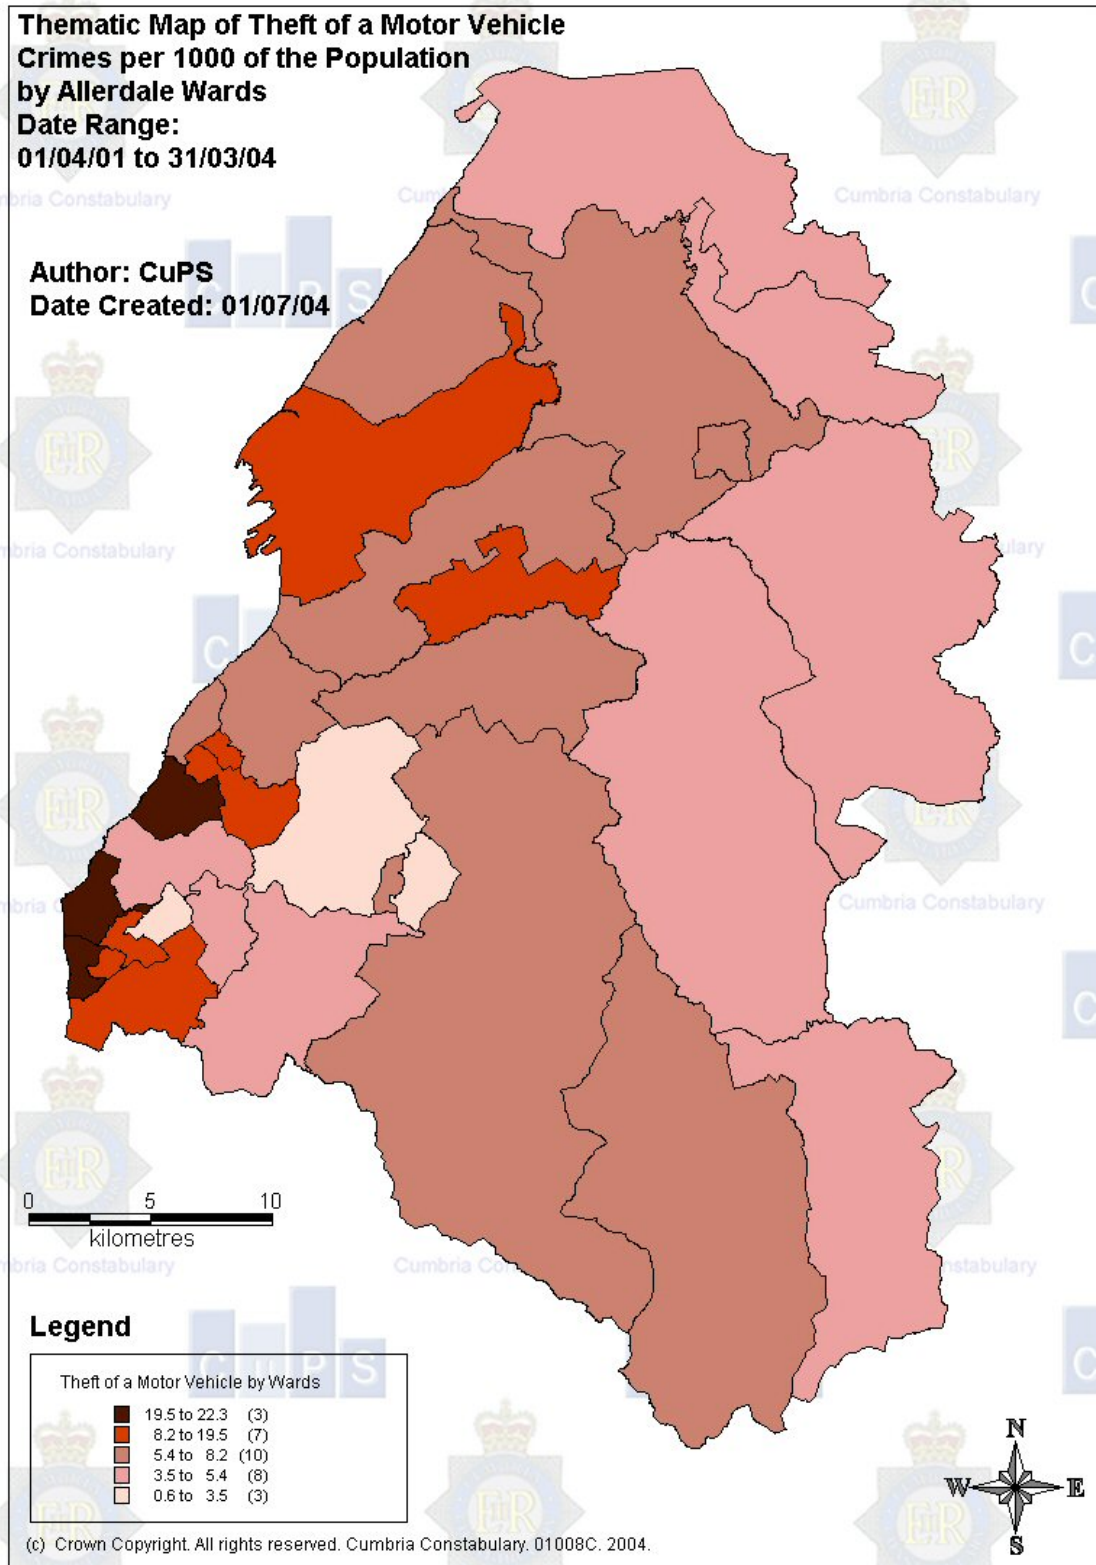 Thematic Map of Theft of a Motor Vehicle
Crimes per 1000 of the Population
by Allerdale Wards
Date Range:
01/04/01 to 31/03/04
Cumbria Constabulary
Cumbria Constabulary
Author: CuPS
Date Created: 01/07/04
0 5 10
kilometres
Legend
Theft of a Motor Vehicle by Wards
19.5 to 22.3 (3)
8.2 to 19.5 (7)
5.4 to 8.2 (10)
3.5 to 5.4 (8)
0.6 to 3.5 (3)
N
W E
S
(c) Crown Copyright. All rights reserved. Cumbria Constabulary. 01008C. 2004.